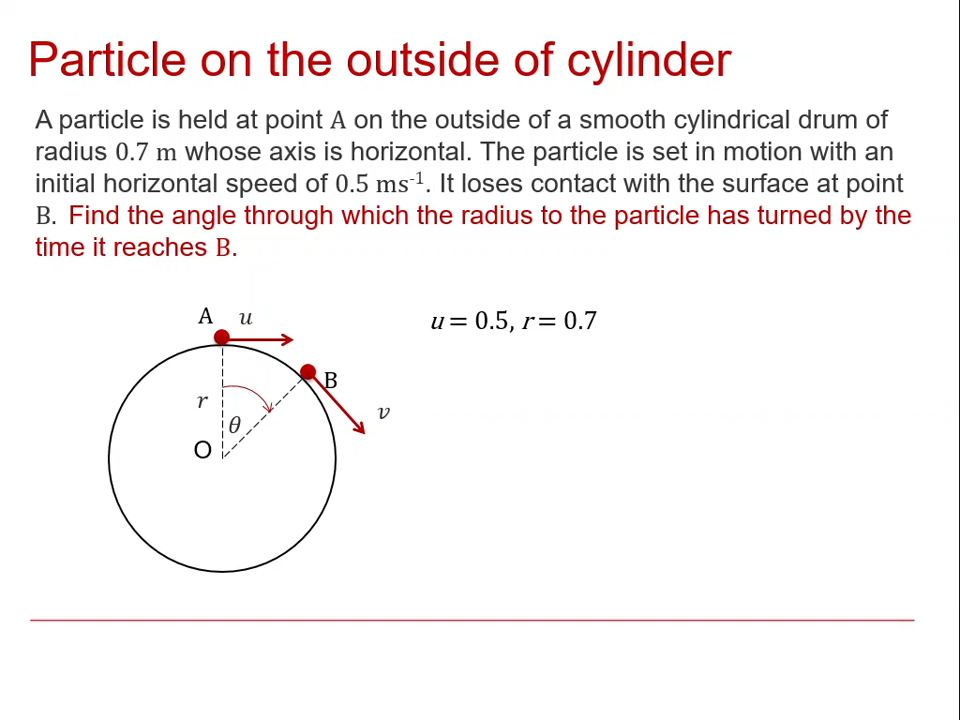 Particle on the outside of cylinder
A particle is held at point A on the outside of a smooth cylindrical drum of
radius 0.7 m whose axis is horizontal. The particle is set in motion with an
initial horizontal speed of 0.5 ms⁻¹. It loses contact with the surface at point
B. Find the angle through which the radius to the particle has turned by the
time it reaches B.
A u
u = 0.5, r = 0.7
B
r
v
θ
O